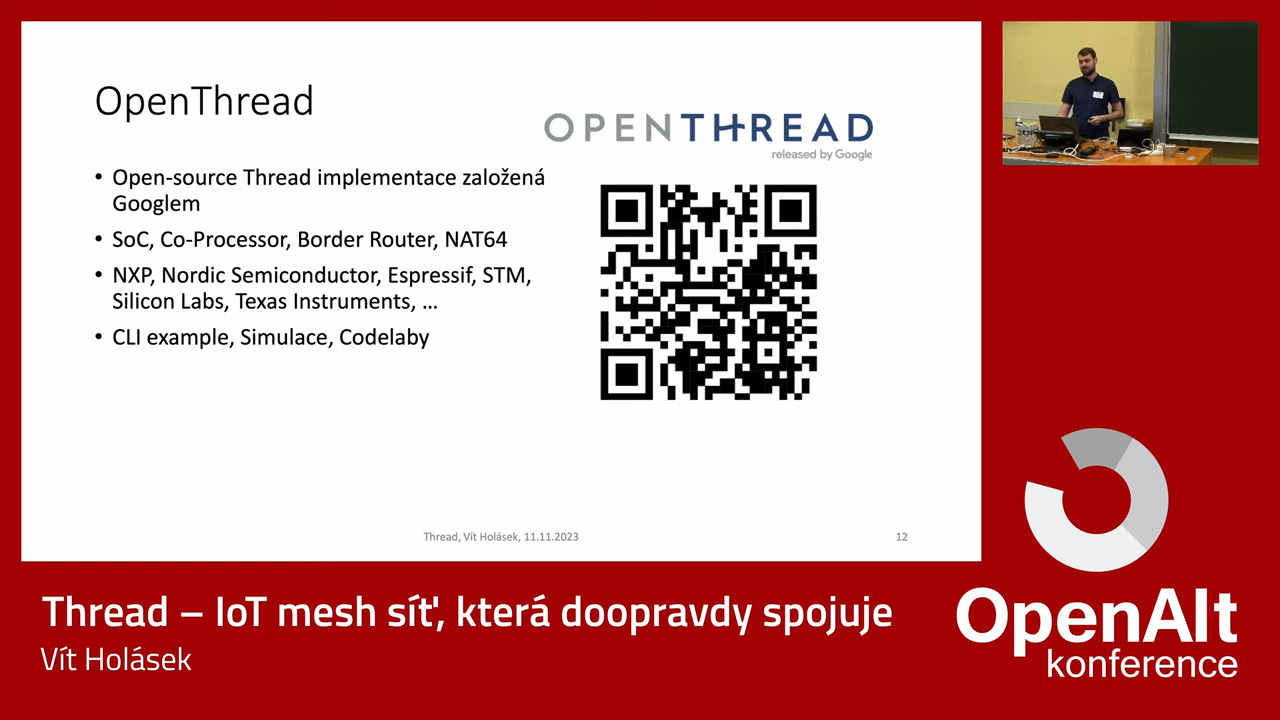 OpenThread
OPENTHREAD
released by Google
• Open-source Thread implementace založená
Googlem
• SoC, Co-Processor, Border Router, NAT64
• NXP, Nordic Semiconductor, Espressif, STM,
Silicon Labs, Texas Instruments, ...
• CLI example, Simulace, Codelaby
Thread, Vít Holásek, 11.11.2023
12
Thread – IoT mesh síť, která doopravdy spojuje
Vít Holásek
OpenAlt
konference